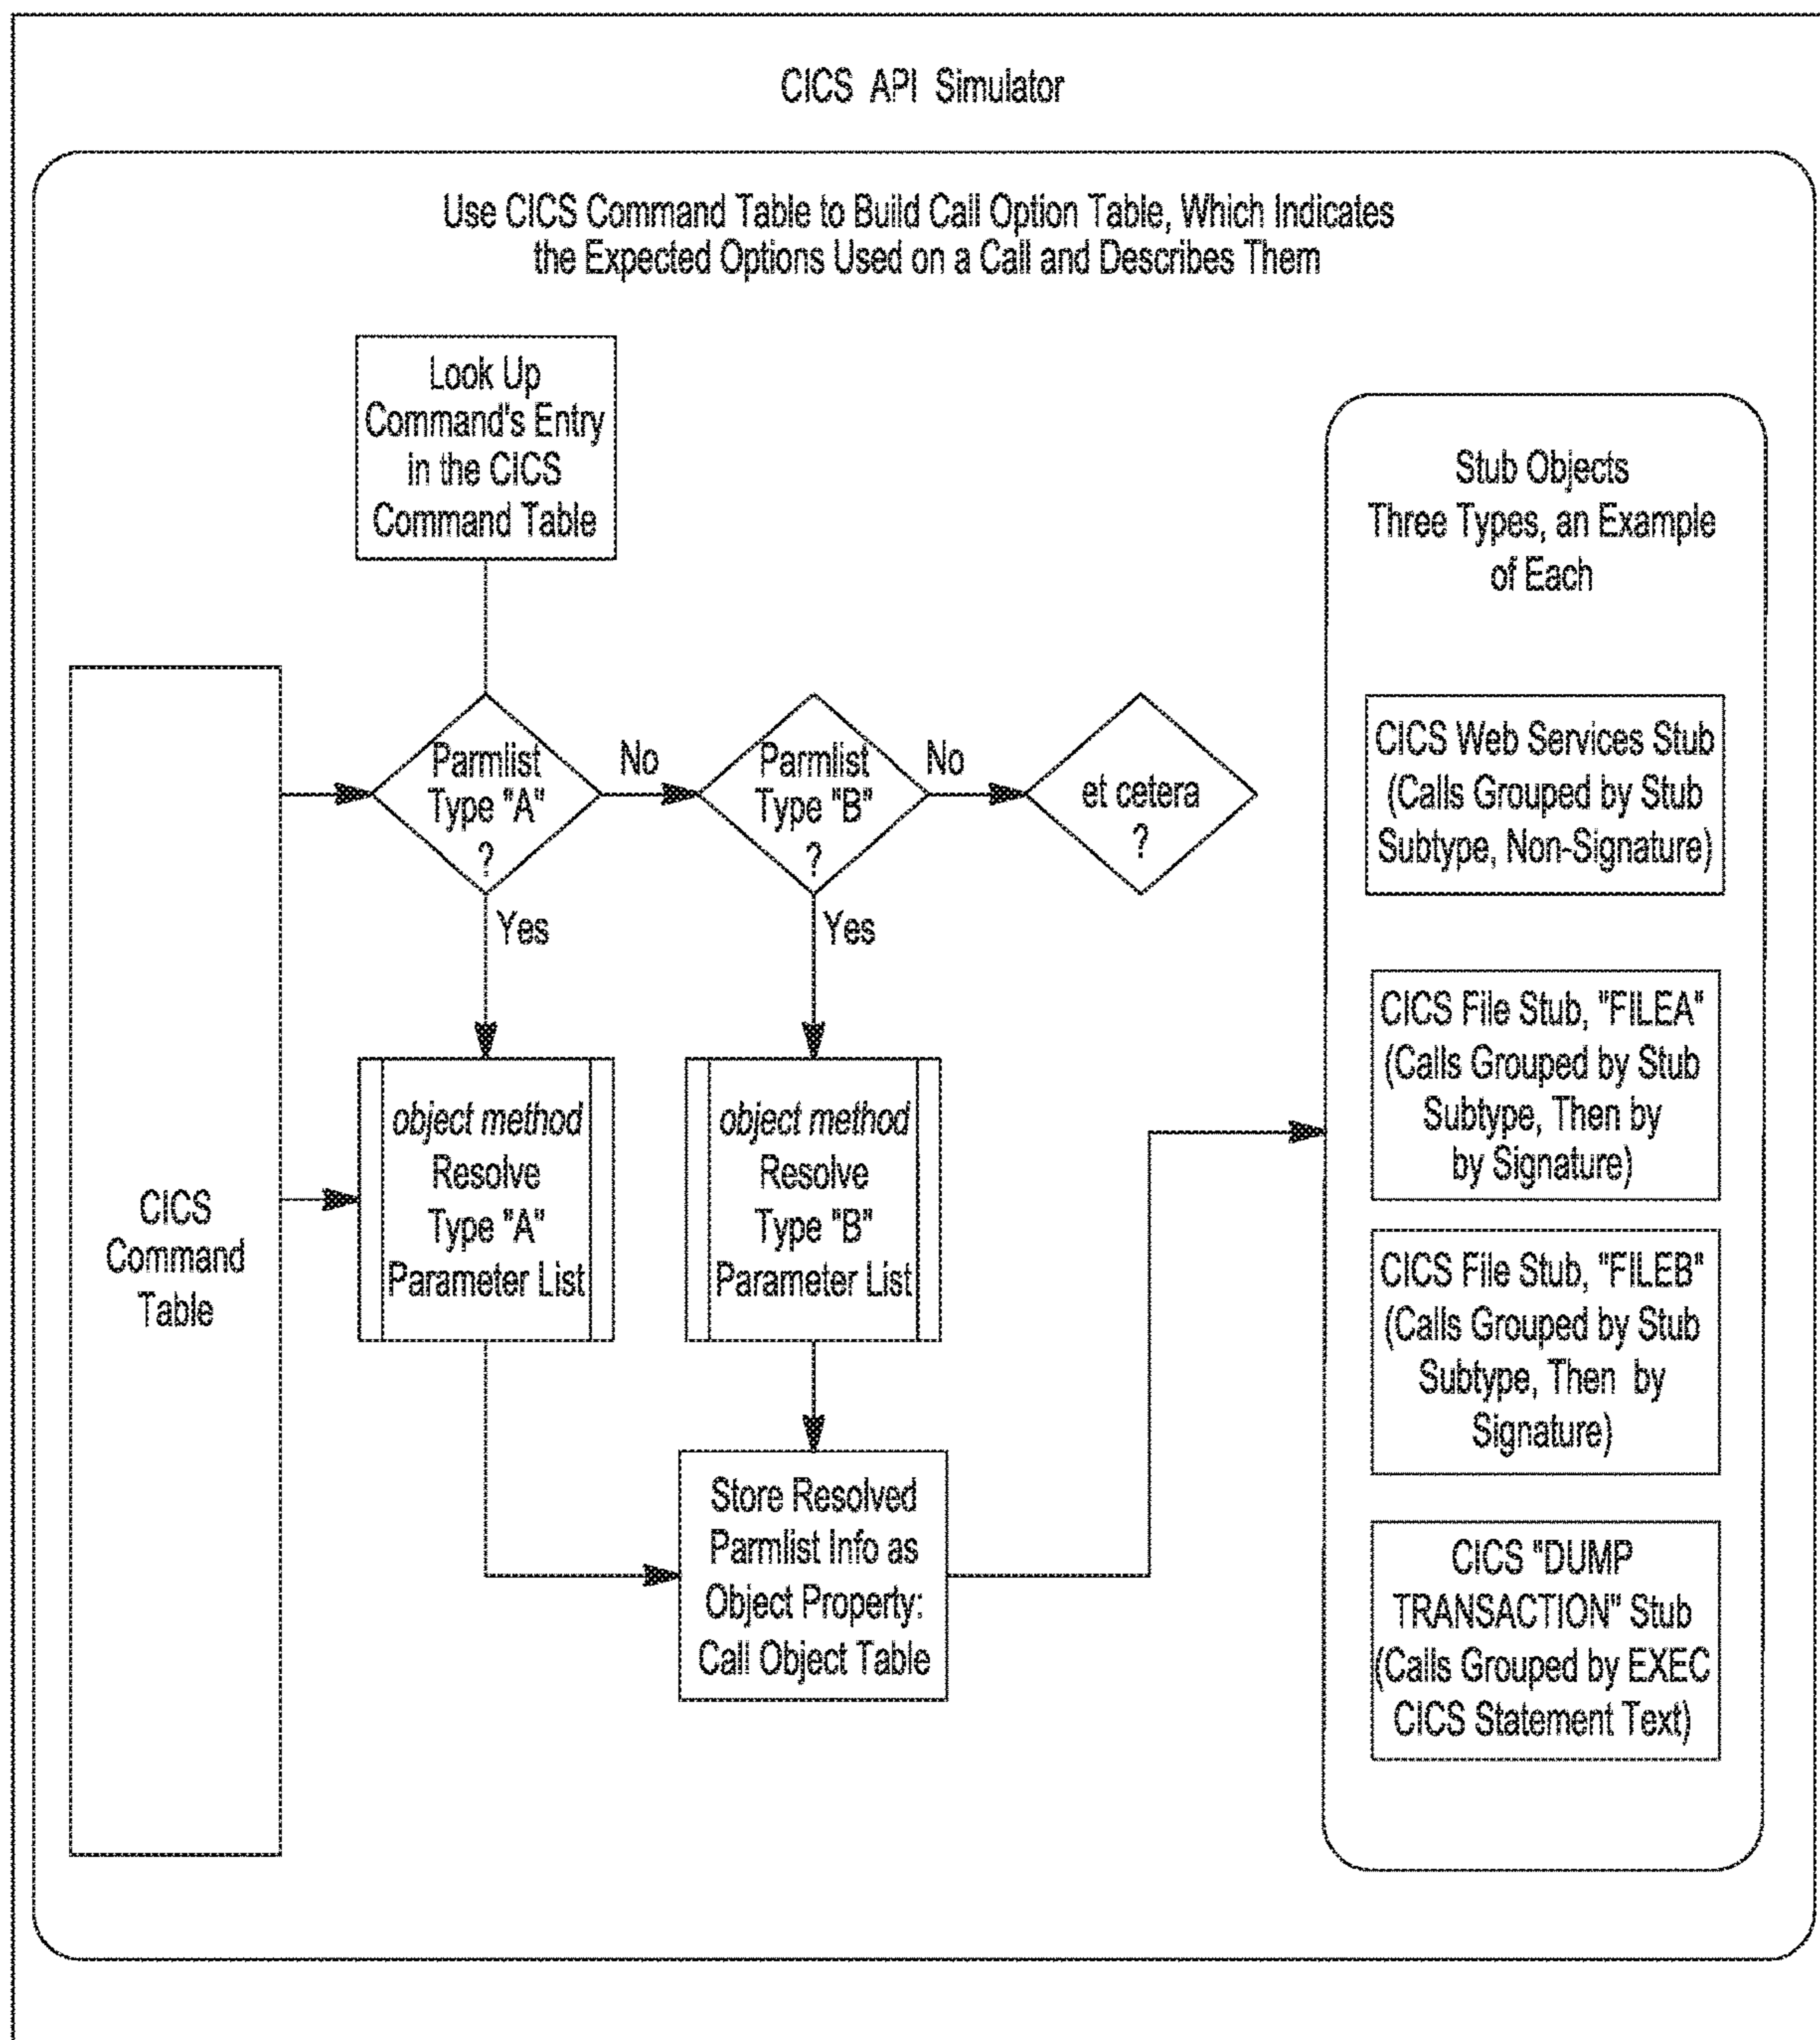 CICS API Simulator
Use CICS Command Table to Build Call Option Table, Which Indicates
the Expected Options Used on a Call and Describes Them
Look Up
Command's Entry
in the CICS
Command Table
Parmlist
Type "A"
?
No
Parmlist
Type "B"
?
No
et cetera
?
Yes
Yes
CICS
Command
Table
object method
Resolve
Type "A"
Parameter List
object method
Resolve
Type "B"
Parameter List
Store Resolved
Parmlist Info as
Object Property:
Call Object Table
Stub Objects
Three Types, an Example
of Each
CICS Web Services Stub
(Calls Grouped by Stub
Subtype, Non-Signature)
CICS File Stub, "FILEA"
(Calls Grouped by Stub
Subtype, Then by
by Signature)
CICS File Stub, "FILEB"
(Calls Grouped by Stub
Subtype, Then by
Signature)
CICS "DUMP
TRANSACTION" Stub
(Calls Grouped by EXEC
CICS Statement Text)